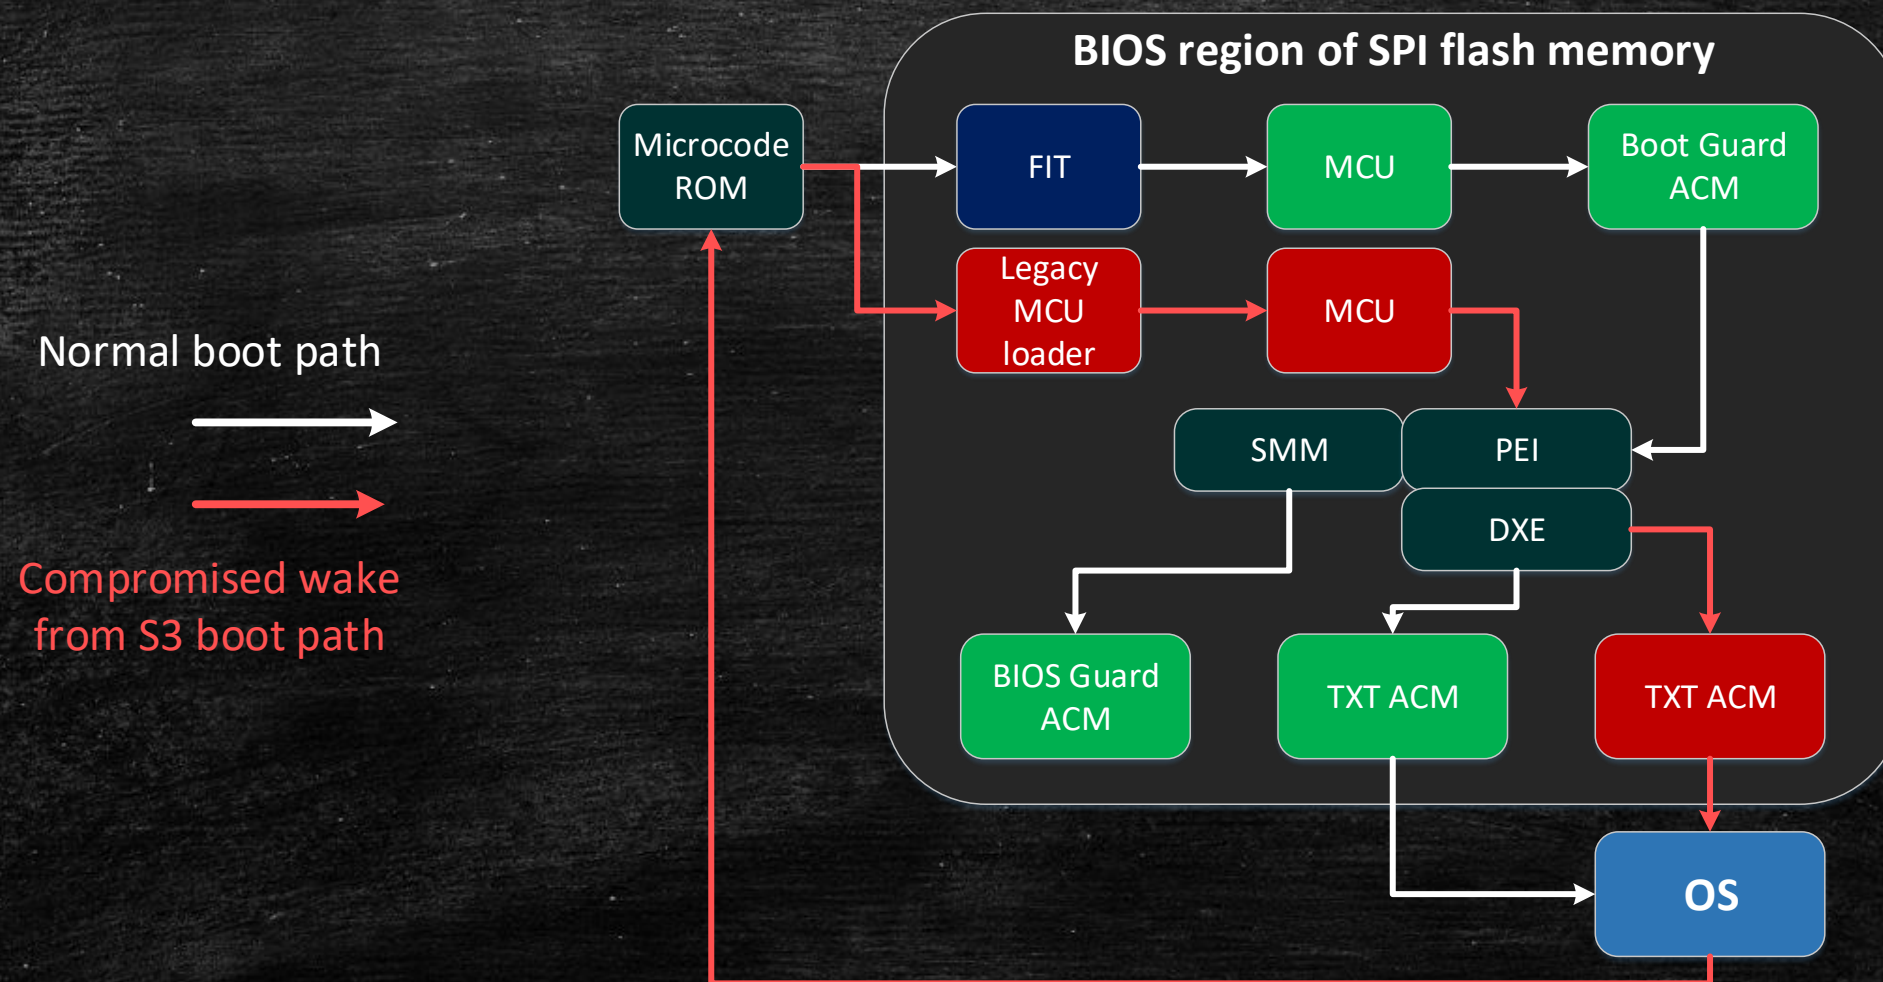 BIOS region of SPI flash memory
Microcode
ROM
FIT
MCU
Boot Guard
ACM
Legacy
MCU
loader
MCU
Normal boot path
SMM
PEI
DXE
Compromised wake
from S3 boot path
BIOS Guard
ACM
TXT ACM
TXT ACM
OS